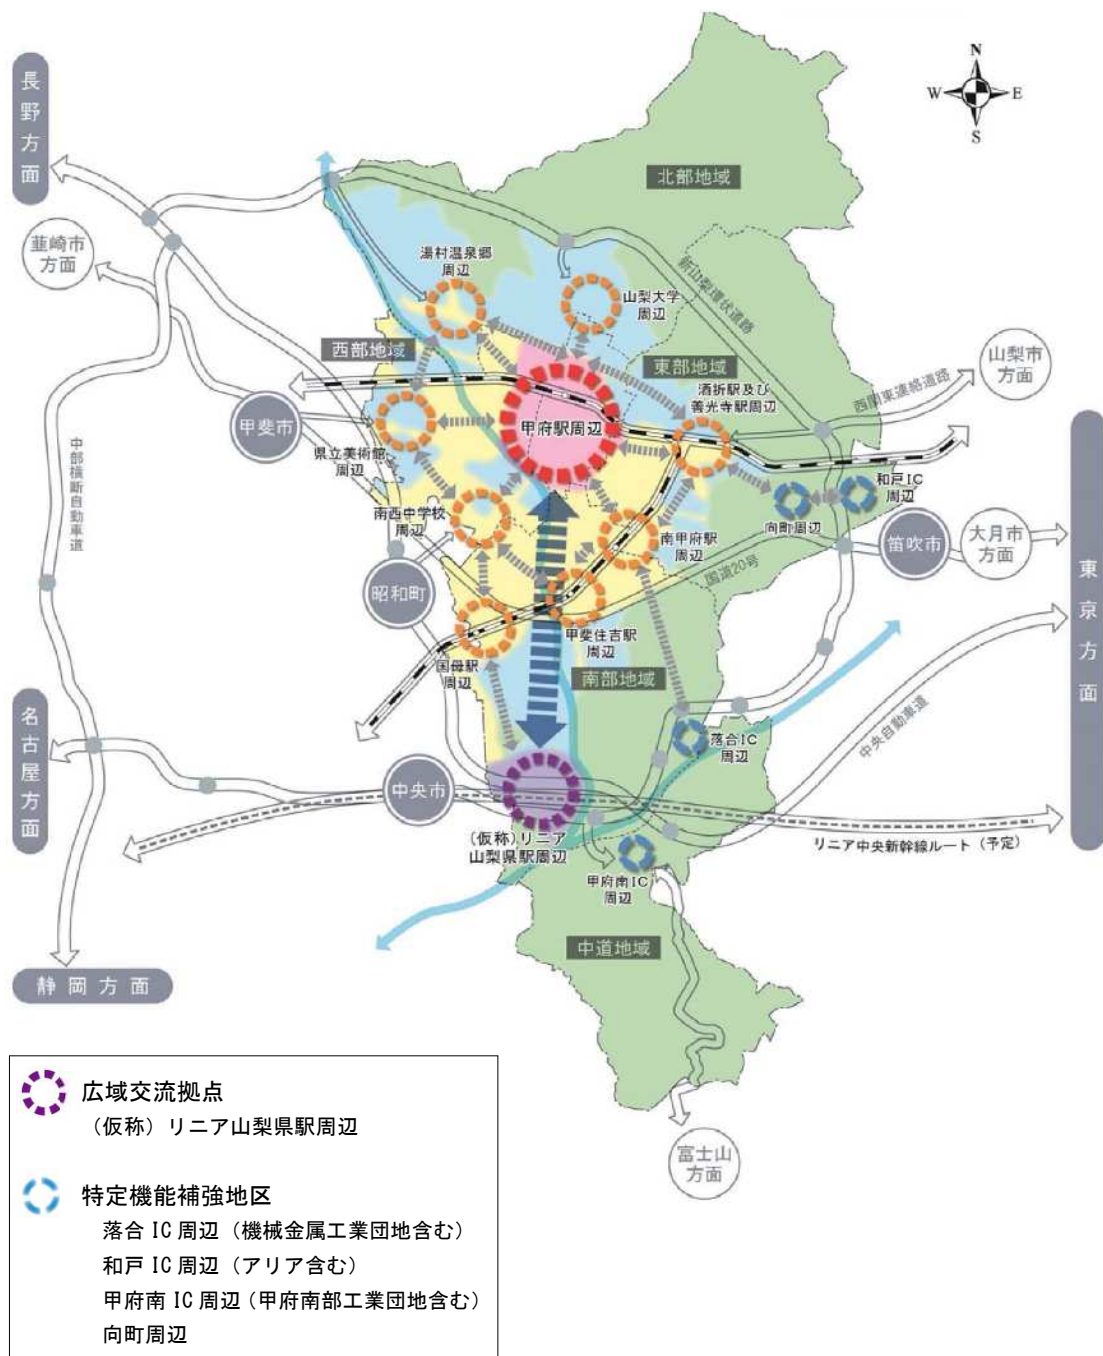 N
W
E
S
長野方面
北部地域
韮崎市
方面
湯村温泉郷
周辺
山梨大学
周辺
新山梨環状道路
西部地域
東部地域
山梨市
方面
酒折駅及び
善光寺駅周辺
西関東連絡道路
甲斐市
甲府駅周辺
県立美術館
周辺
中部横断自動車道
和戸IC
周辺
向町周辺
南西中学校
周辺
南甲府駅
周辺
笛吹市
大月市
方面
国道20号
昭和町
東京方面
甲斐住吉駅
周辺
国母駅
周辺
南部地域
名古屋方面
落合IC
周辺
中央自動車道
中央市
(仮称)リニア
山梨県駅周辺
リニア中央新幹線ルート(予定)
甲府南IC
周辺
中道地域
静岡方面
富士山
方面
広域交流拠点
(仮称)リニア山梨県駅周辺
特定機能補強地区
落合 IC 周辺(機械金属工業団地含む)
和戸 IC 周辺(アリア含む)
甲府南 IC 周辺(甲府南部工業団地含む)
向町周辺